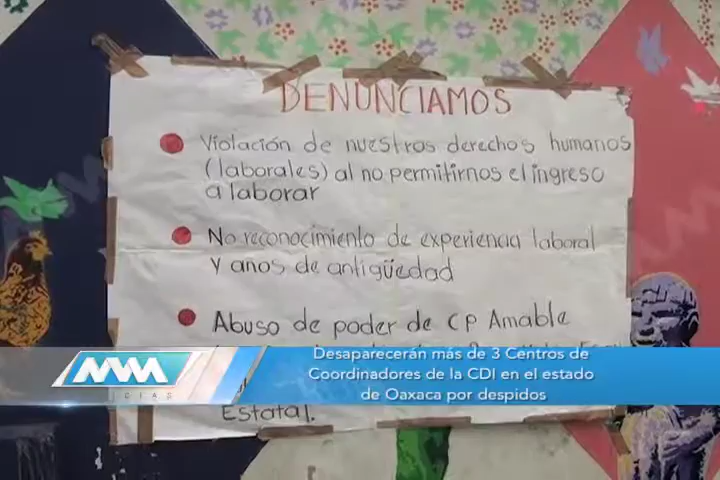 DENUNCIAMOS
Violación de nuestros derechos humanos
(laborales) al no permitirnos el ingreso
a laborar
No reconocimiento de experiencia laboral
y anos de antigüedad
Abuso de poder de CP Amable
Desaparecerán más de 3 Centros de
Coordinadores de la CDI en el estado
de Oaxaca por despidos
MVM
Estatal.